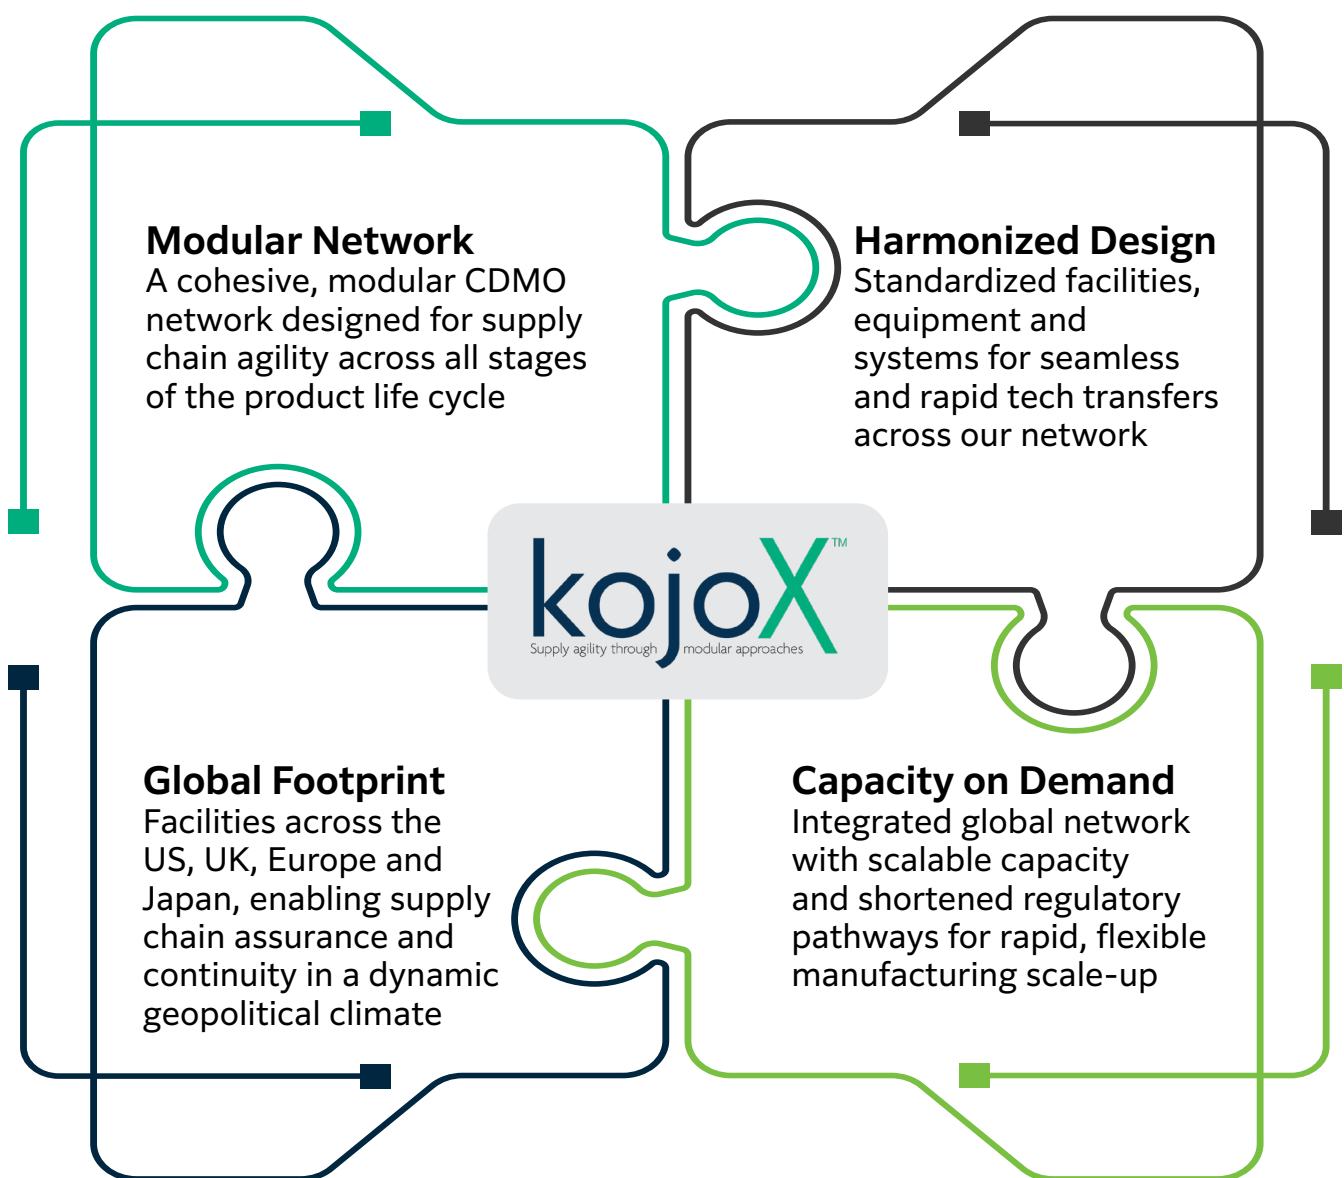 Modular Network
A cohesive, modular CDMO
network designed for supply
chain agility across all stages
of the product life cycle
Harmonized Design
Standardized facilities,
equipment and
systems for seamless
and rapid tech transfers
across our network
kojoX™
Supply agility through modular approaches
Global Footprint
Facilities across the
US, UK, Europe and
Japan, enabling supply
chain assurance and
continuity in a dynamic
geopolitical climate
Capacity on Demand
Integrated global network
with scalable capacity
and shortened regulatory
pathways for rapid, flexible
manufacturing scale-up